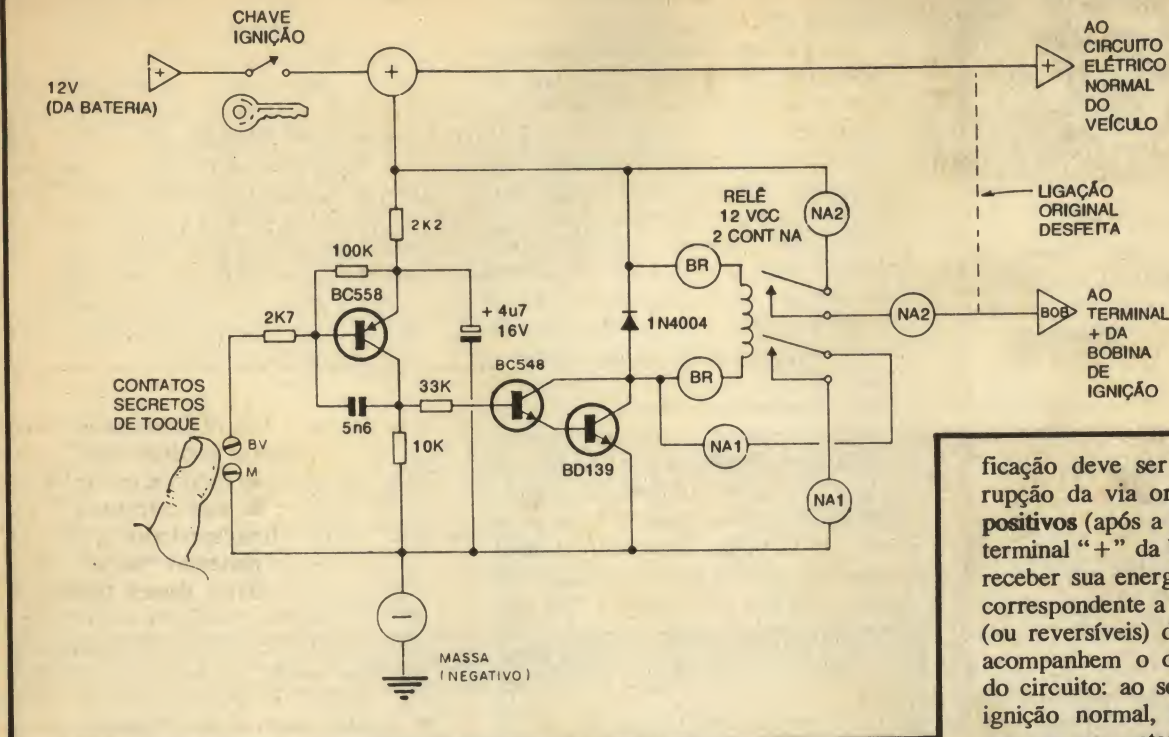 CHAVE
IGNIÇÃO
12V
(DA BATERIA)
+
+
+
AO
CIRCUITO
ELÉTRICO
NORMAL
DO
VEÍCULO
LIGAÇÃO
ORIGINAL
DESFEITA
2K2
100K
BC558
2K7
+ 4u7
16V
RELÊ
12 VCC
2 CONT NA
NA2
BR
1N4004
NA2
BOB
AO
TERMINAL
+ DA
BOBINA
DE
IGNIÇÃO
CONTATOS
SECRETOS
DE TOQUE
BV
M
5n6
33K
10K
BC548
BD139
BR
NA1
NA1
−
MASSA
(NEGATIVO)
ficação deve ser
rupção da via or
positivos (após a
terminal “+” da
receber sua energ
correspondente a
(ou reversíveis) d
acompanhem o d
do circuito: ao se
ignição normal,